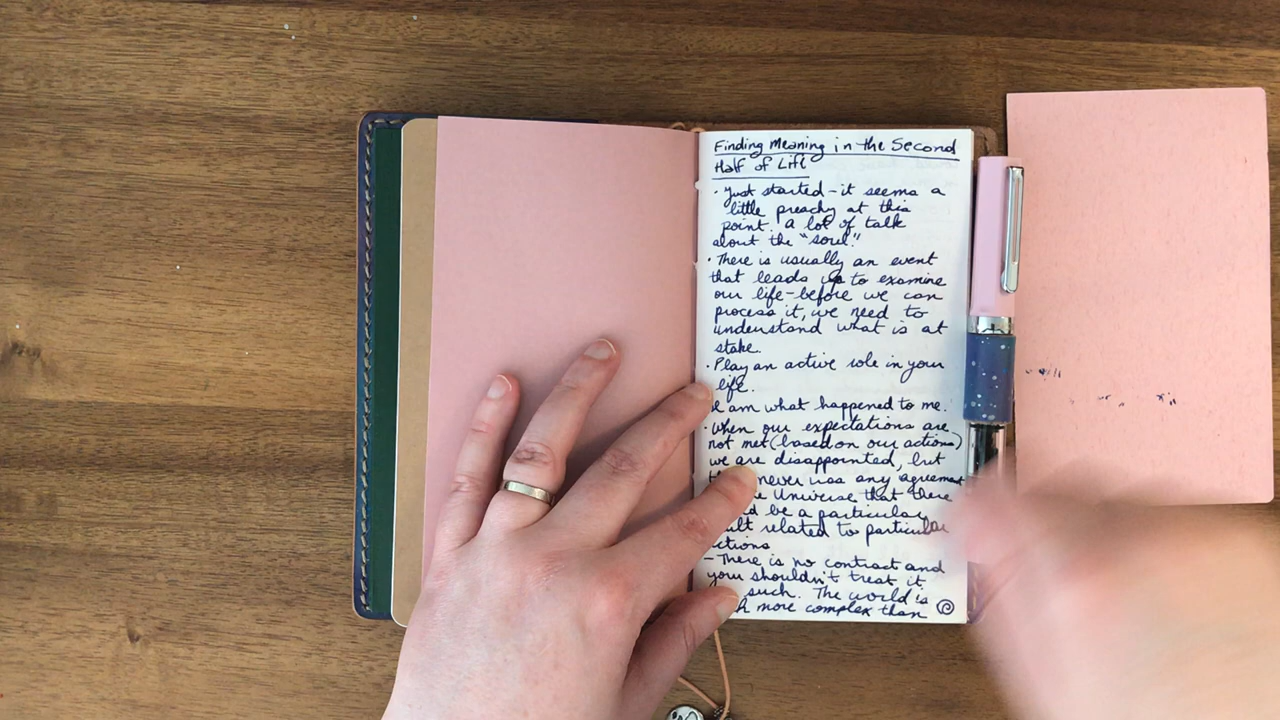 Finding Meaning in the Second
Half of Life
· Just started - it seems a
little preachy at this
point. A lot of talk
about the "soul."
· There is usually an event
that leads up to examine
our life - before we can
process it, we need to
understand what is at
stake.
· Play an active role in your
life.
I am what happened to me.
· When our expectations are
not met (based on our actions)
we are disappointed, but
never was any agreement
Universe that there
be a particular
related to particular
- There is no contract and
you shouldn't treat it
such. The world is
more complex than